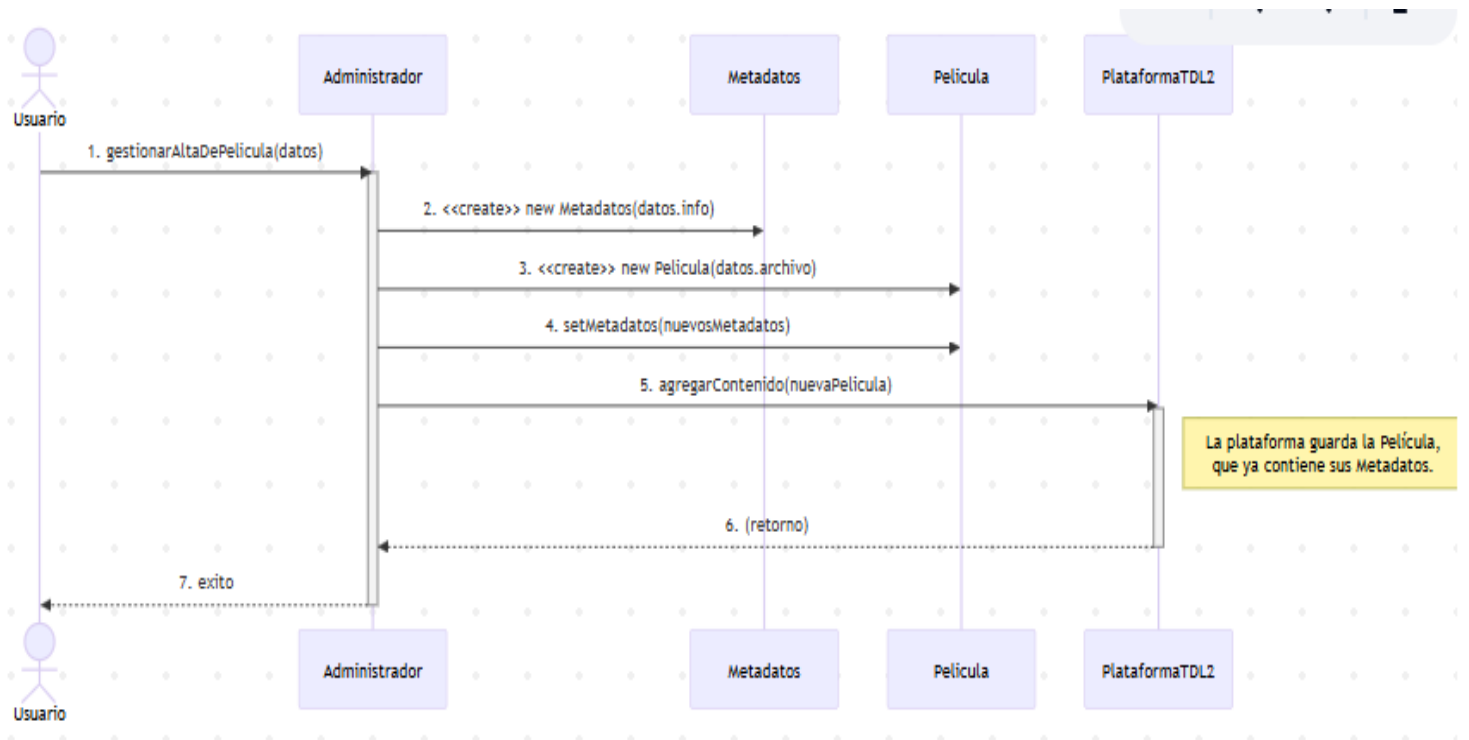 Administrador
Metadatos
Pelicula
PlataformaTDL2
Usuario
1. gestionarAltaDePelicula(datos)
2. <<create>> new Metadatos(datos.info)
3. <<create>> new Pelicula(datos.archivo)
4. setMetadatos(nuevosMetadatos)
5. agregarContenido(nuevaPelicula)
La plataforma guarda la Película,
que ya contiene sus Metadatos.
6. (retorno)
7. exito
Administrador
Metadatos
Pelicula
PlataformaTDL2
Usuario